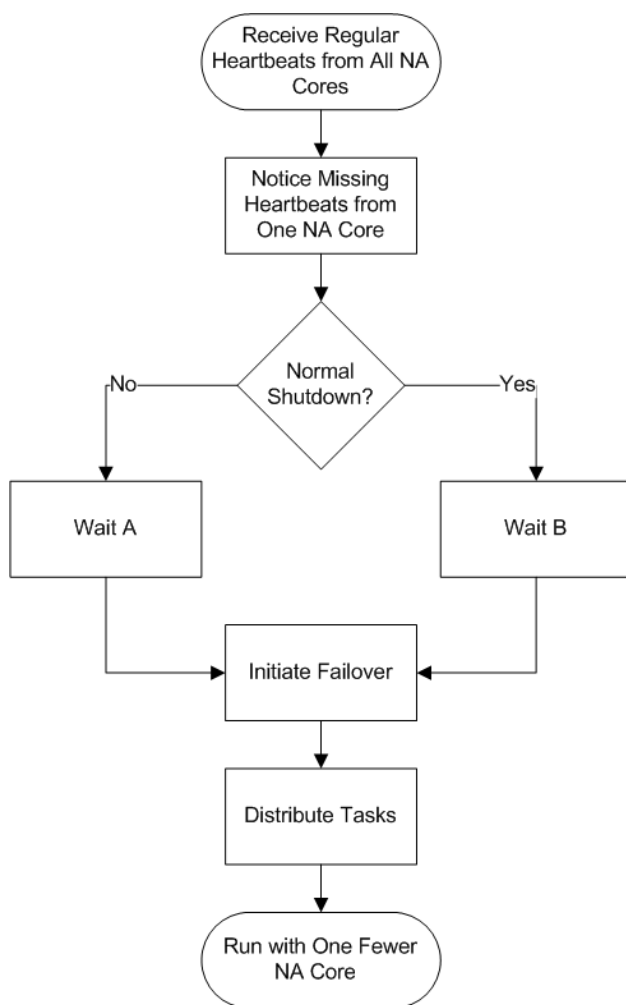 Receive Regular
Heartbeats from All NA
Cores
Notice Missing
Heartbeats from
One NA Core
Normal
Shutdown?
No
Yes
Wait A
Wait B
Initiate Failover
Distribute Tasks
Run with One Fewer
NA Core